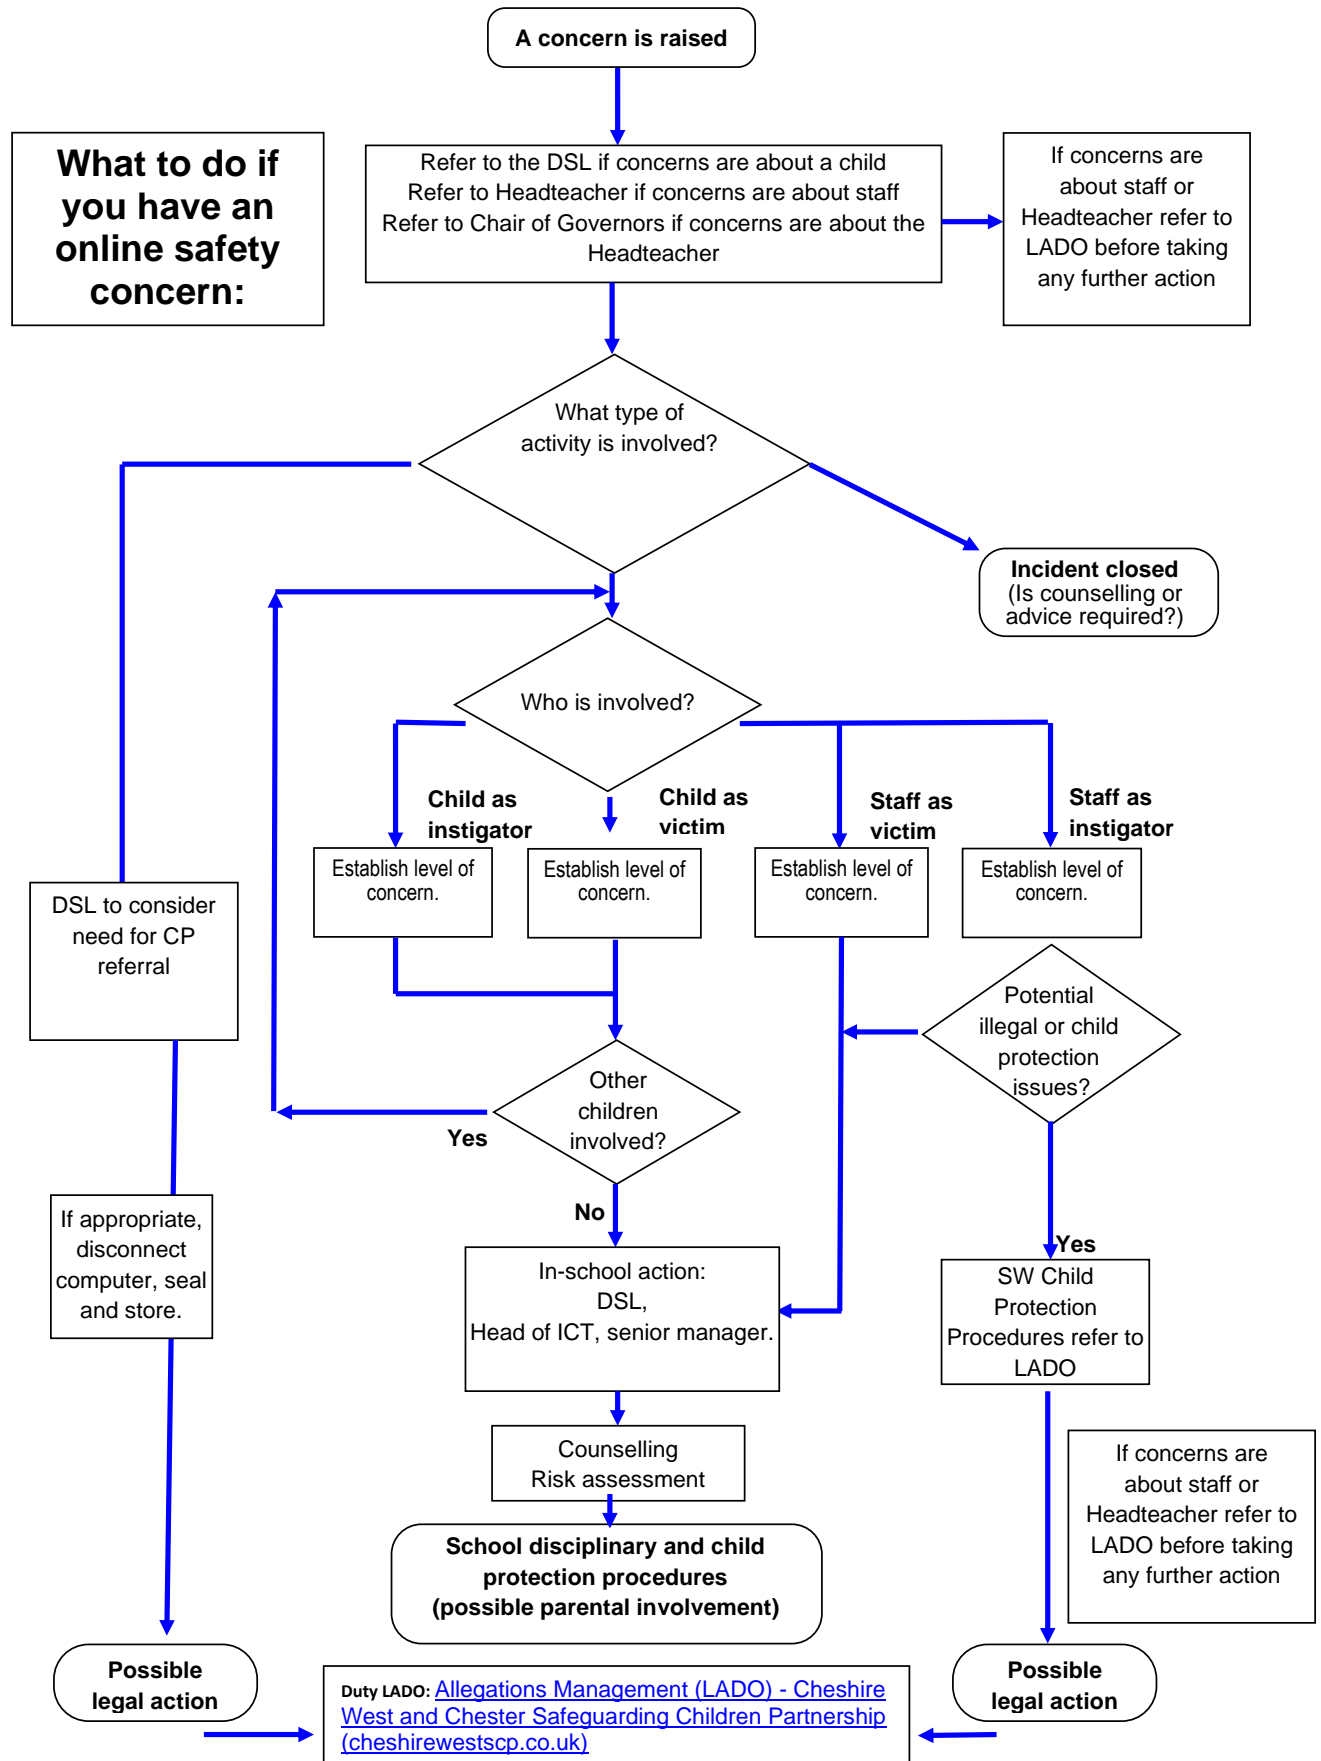 A concern is raised
What to do if
you have an
online safety
concern:
Refer to the DSL if concerns are about a child
Refer to Headteacher if concerns are about staff
Refer to Chair of Governors if concerns are about the
Headteacher
If concerns are
about staff or
Headteacher refer to
LADO before taking
any further action
What type of
activity is involved?
Incident closed
(Is counselling or
advice required?)
Who is involved?
Child as
instigator
Child as
victim
Staff as
victim
Staff as
instigator
Establish level of
concern.
Establish level of
concern.
Establish level of
concern.
Establish level of
concern.
DSL to consider
need for CP
referral
Potential
illegal or child
protection
issues?
Other
children
involved?
Yes
No
If appropriate,
disconnect
computer, seal
and store.
In-school action:
DSL,
Head of ICT, senior manager.
Yes
SW Child
Protection
Procedures refer to
LADO
Counselling
Risk assessment
If concerns are
about staff or
Headteacher refer to
LADO before taking
any further action
School disciplinary and child
protection procedures
(possible parental involvement)
Possible
legal action
Possible
legal action
Duty LADO: Allegations Management (LADO) - Cheshire
West and Chester Safeguarding Children Partnership
(cheshirewestscp.co.uk)